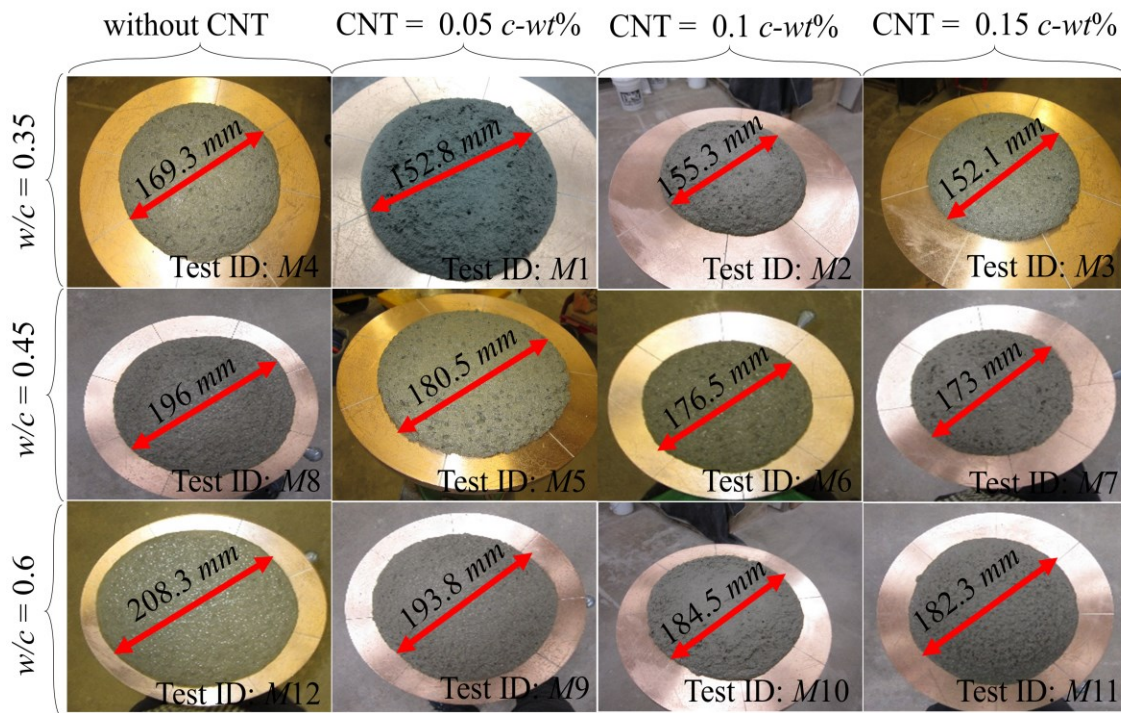 without CNT
CNT = 0.05 c-wt%
CNT = 0.1 c-wt%
CNT = 0.15 c-wt%
w/c = 0.35
169.3 mm
Test ID: M4
152.8 mm
Test ID: M1
155.3 mm
Test ID: M2
152.1 mm
Test ID: M3
w/c = 0.45
196 mm
Test ID: M8
180.5 mm
Test ID: M5
176.5 mm
Test ID: M6
173 mm
Test ID: M7
w/c = 0.6
208.3 mm
Test ID: M12
193.8 mm
Test ID: M9
184.5 mm
Test ID: M10
182.3 mm
Test ID: M11